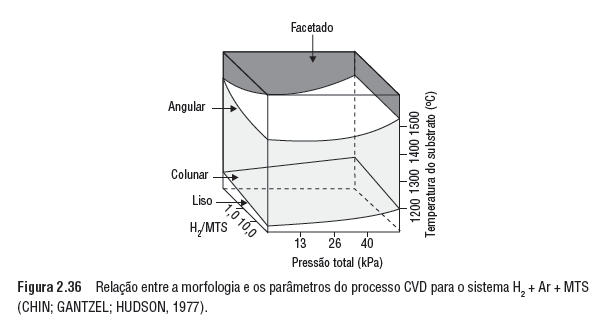 Facetado
Angular
Colunar
Liso
H2/MTS
1,0
10,0
13 26 40
Pressão total (kPa)
1200 1300 1400 1500
Temperatura do substrato (ºC)
Figura 2.36 Relação entre a morfologia e os parâmetros do processo CVD para o sistema H2 + Ar + MTS
(CHIN; GANTZEL; HUDSON, 1977).